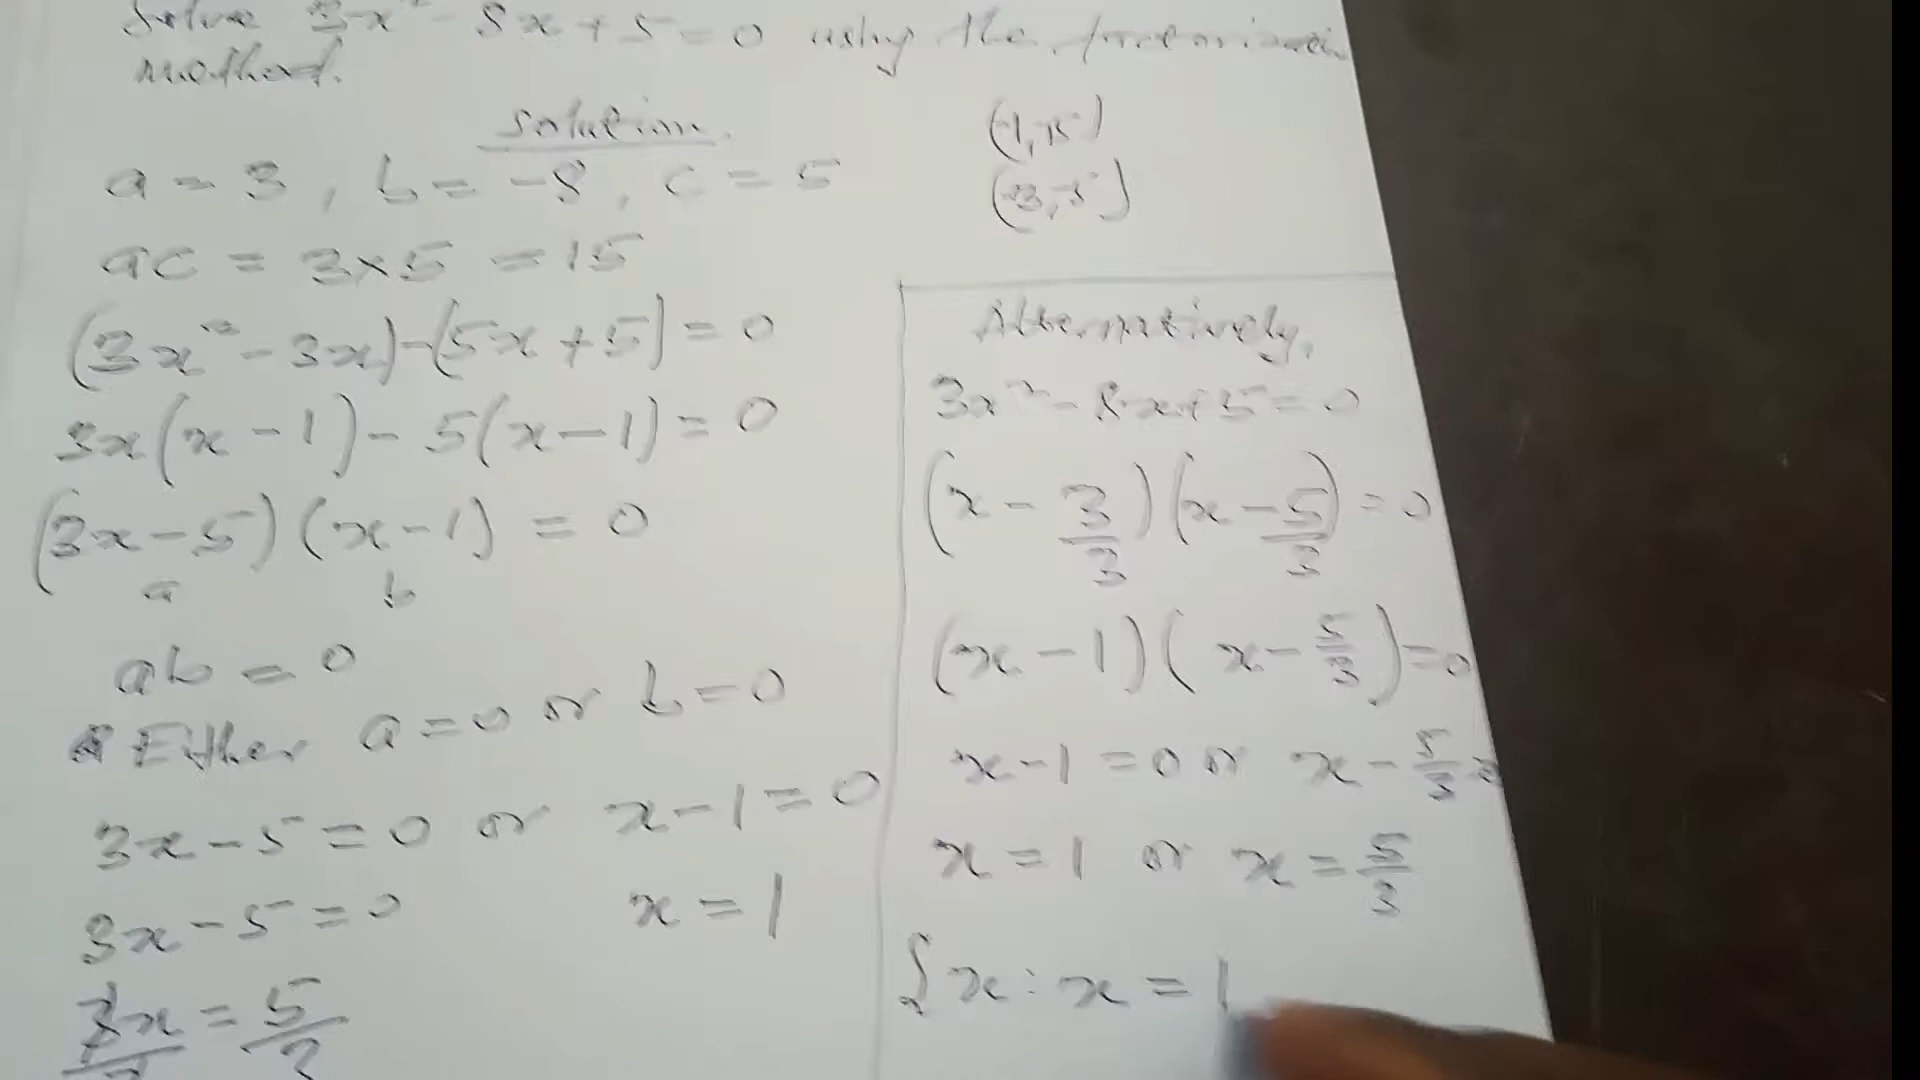 Solve 3x² - 8x + 5 = 0 using the factorization
method.
Solution.
a = 3, b = -8, c = 5
(-1,-15)
(-3,-5)
ac = 3×5 = 15
(3x² - 3x) - (5x + 5) = 0
3x(x - 1) - 5(x - 1) = 0
(3x - 5)(x - 1) = 0
a b
ab = 0
Either a = 0 or b = 0
3x - 5 = 0 or x - 1 = 0
3x - 5 = 0 x = 1
3x/3 = 5/3
Alternatively,
3x² - 8x + 5 = 0
(x - 3/3)(x - 5/3) = 0
(x - 1)(x - 5/3) = 0
x - 1 = 0 or x - 5/3 =
x = 1 or x = 5/3
{x : x = 1